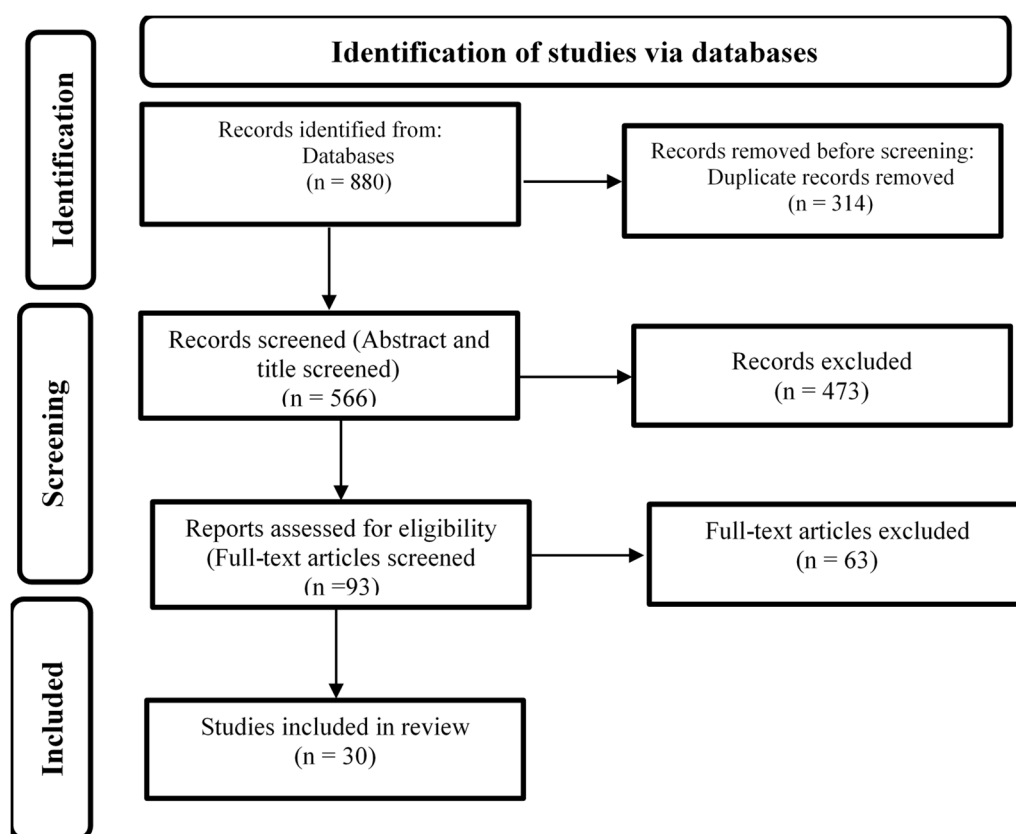 Identification of studies via databases
Identification
Records identified from:
Databases
(n = 880)
Records removed before screening:
Duplicate records removed
(n = 314)
Screening
Records screened (Abstract and
title screened)
(n = 566)
Records excluded
(n = 473)
Reports assessed for eligibility
(Full-text articles screened
(n =93)
Full-text articles excluded
(n = 63)
Included
Studies included in review
(n = 30)